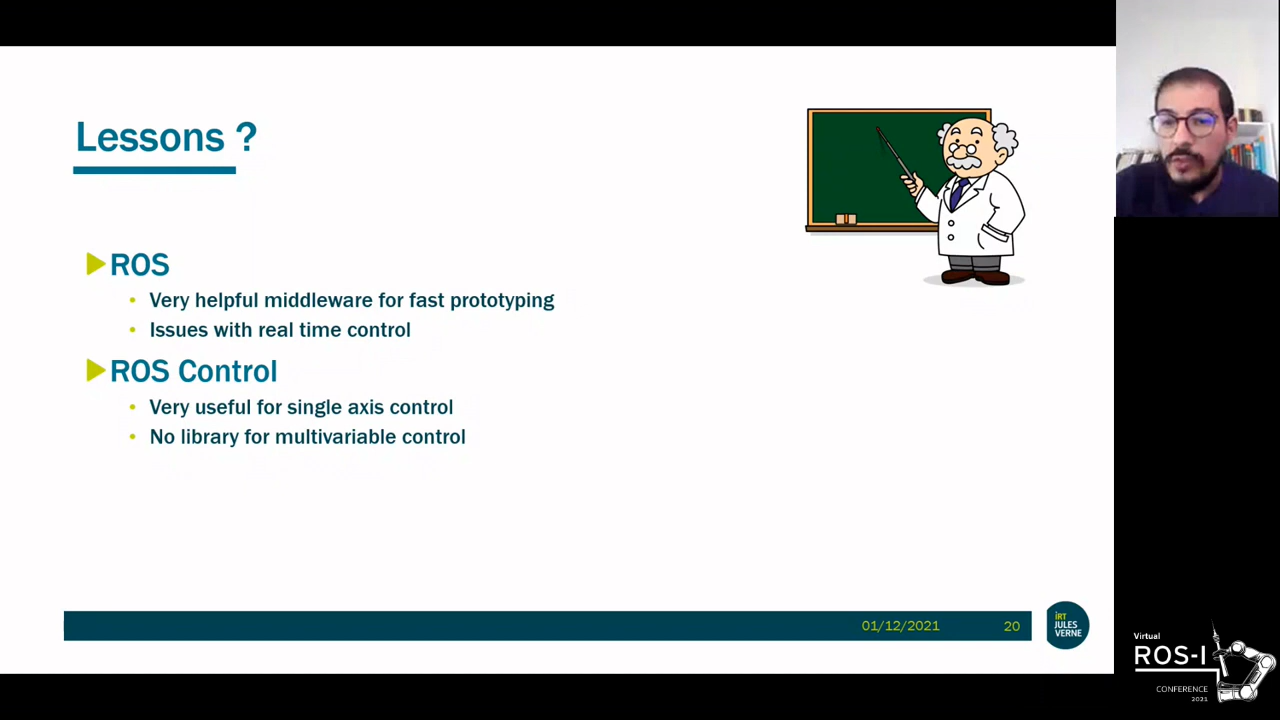 Lessons ?
ROS
• Very helpful middleware for fast prototyping
• Issues with real time control
ROS Control
• Very useful for single axis control
• No library for multivariable control
01/12/2021
20
iRT
JULES
VERNE
Virtual
ROS-I
CONFERENCE
2021